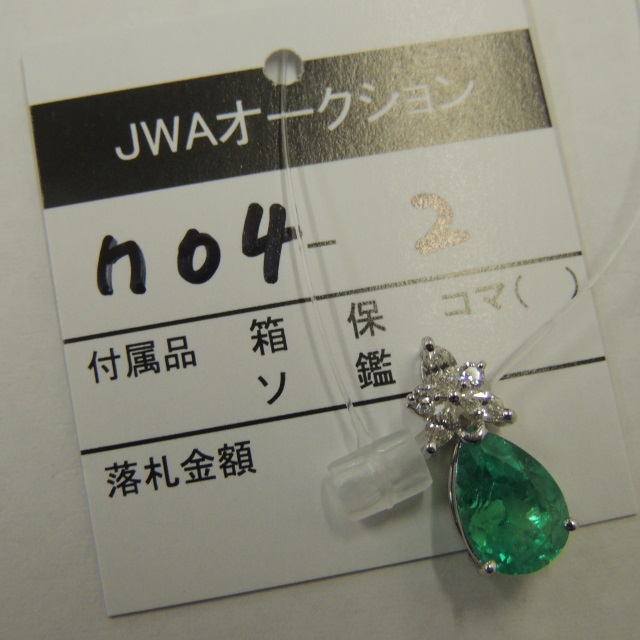 JWAオークション
n04-2
付属品 箱 保 コマ( )
ソ 鑑
落札金額